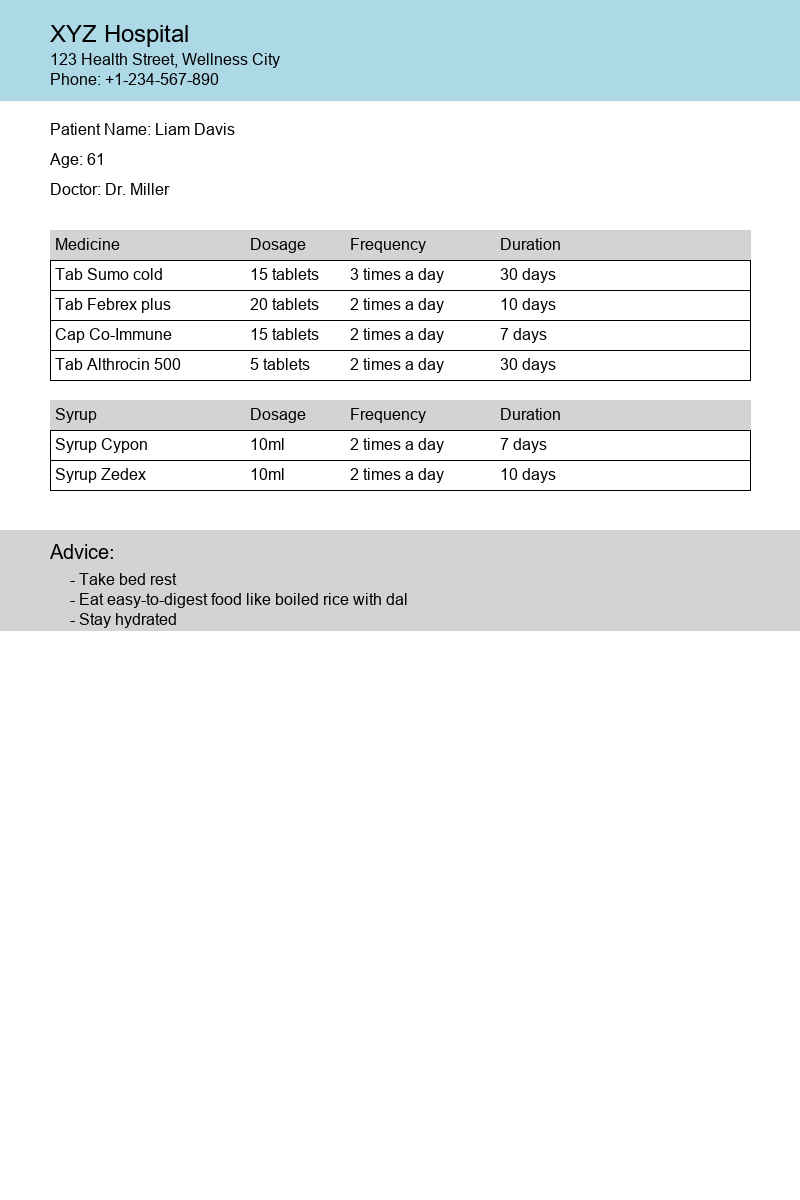 XYZ Hospital
123 Health Street, Wellness City
Phone: +1-234-567-890
Patient Name: Liam Davis
Age: 61
Doctor: Dr. Miller
Medicine Dosage Frequency Duration
Tab Sumo cold 15 tablets 3 times a day 30 days
Tab Febrex plus 20 tablets 2 times a day 10 days
Cap Co-Immune 15 tablets 2 times a day 7 days
Tab Althrocin 500 5 tablets 2 times a day 30 days
Syrup Dosage Frequency Duration
Syrup Cypon 10ml 2 times a day 7 days
Syrup Zedex 10ml 2 times a day 10 days
Advice:
- Take bed rest
- Eat easy-to-digest food like boiled rice with dal
- Stay hydrated